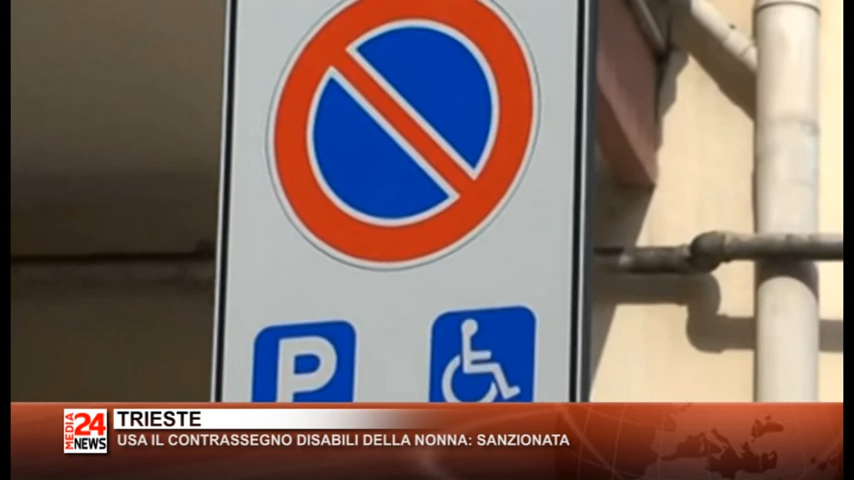 P
TRIESTE
MEDIA 24 NEWS
USA IL CONTRASSEGNO DISABILI DELLA NONNA: SANZIONATA